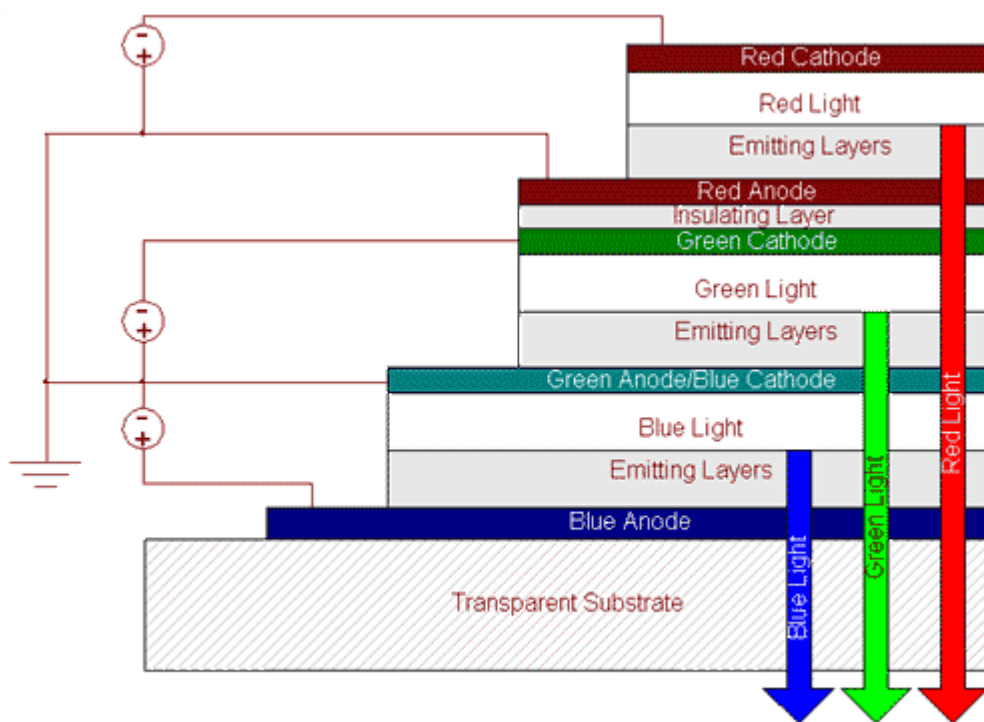 -
+
Red Cathode
Red Light
Emitting Layers
Red Anode
Insulating Layer
Green Cathode
Green Light
-
+
Emitting Layers
Green Anode/Blue Cathode
-
+
Blue Light
Emitting Layers
Blue Anode
Transparent Substrate
Blue Light
Green Light
Red Light